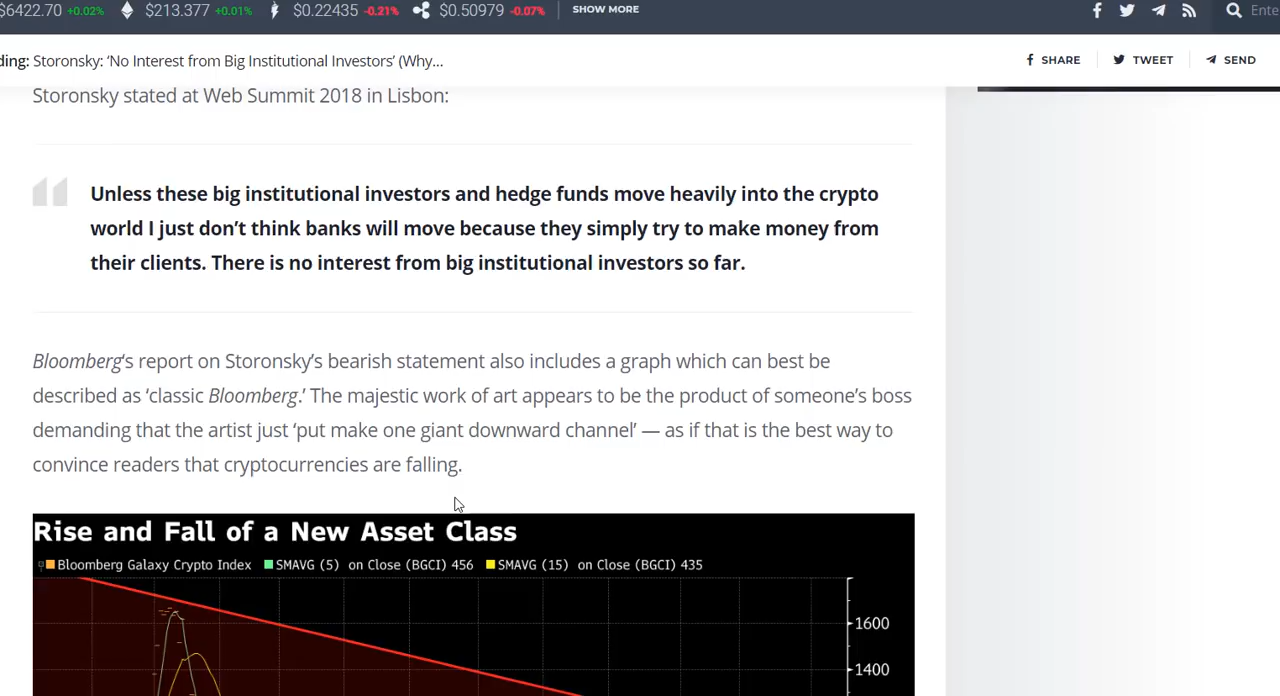 $6422.70 +0.02% $213.377 +0.01% $0.22435 -0.21% $0.50979 -0.07% SHOW MORE Ente
ding: Storonsky: ‘No Interest from Big Institutional Investors’ (Why... SHARE TWEET SEND
Storonsky stated at Web Summit 2018 in Lisbon:
Unless these big institutional investors and hedge funds move heavily into the crypto
world I just don’t think banks will move because they simply try to make money from
their clients. There is no interest from big institutional investors so far.
Bloomberg‘s report on Storonsky’s bearish statement also includes a graph which can best be
described as ‘classic Bloomberg.’ The majestic work of art appears to be the product of someone’s boss
demanding that the artist just ‘put make one giant downward channel’ — as if that is the best way to
convince readers that cryptocurrencies are falling.
Rise and Fall of a New Asset Class
Bloomberg Galaxy Crypto Index SMAVG (5) on Close (BGCI) 456 SMAVG (15) on Close (BGCI) 435
1600
1400